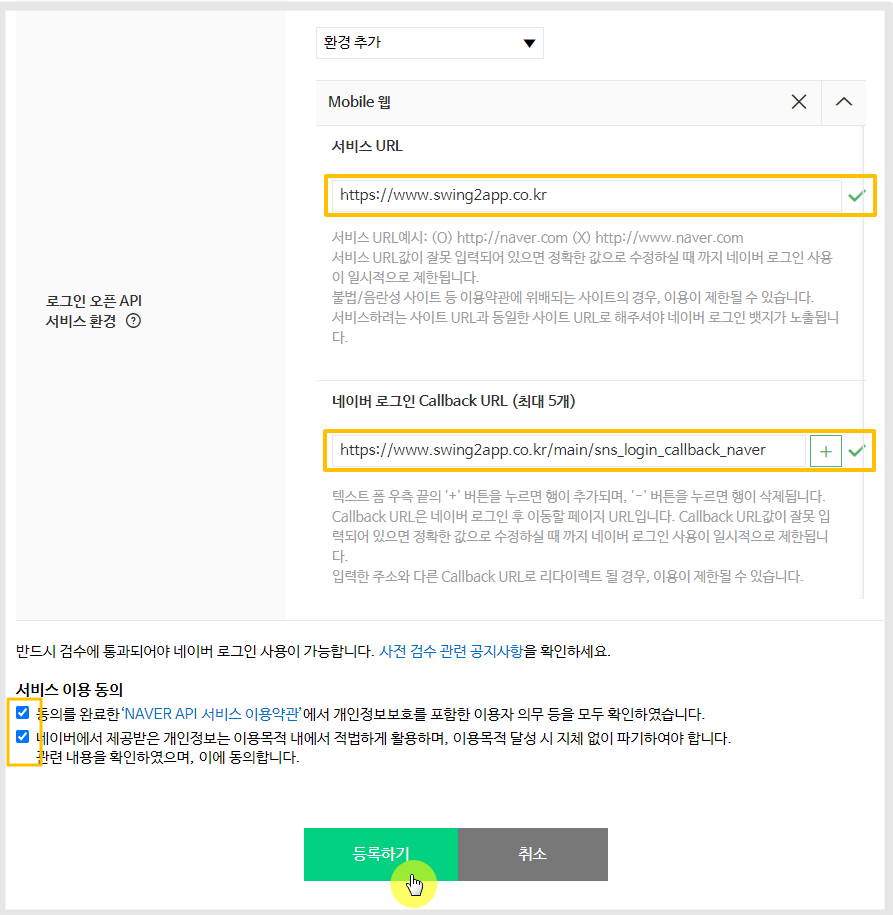 환경 추가
Mobile 웹
서비스 URL
https://www.swing2app.co.kr
서비스 URL예시: (O) http://naver.com (X) http://www.naver.com
서비스 URL값이 잘못 입력되어 있으면 정확한 값으로 수정하실 때 까지 네이버 로그인 사용
이 일시적으로 제한됩니다.
불법/음란성 사이트 등 이용약관에 위배되는 사이트의 경우, 이용이 제한될 수 있습니다.
서비스하려는 사이트 URL과 동일한 사이트 URL로 해주셔야 네이버 로그인 뱃지가 노출됩니
다.
로그인 오픈 API
서비스 환경 ?
네이버 로그인 Callback URL (최대 5개)
https://www.swing2app.co.kr/main/sns_login_callback_naver
텍스트 폼 우측 끝의 '+' 버튼을 누르면 행이 추가되며, '-' 버튼을 누르면 행이 삭제됩니다.
Callback URL은 네이버 로그인 후 이동할 페이지 URL입니다. Callback URL값이 잘못 입
력되어 있으면 정확한 값으로 수정하실 때 까지 네이버 로그인 사용이 일시적으로 제한됩니
다.
입력한 주소와 다른 Callback URL로 리다이렉트 될 경우, 이용이 제한될 수 있습니다.
반드시 검수에 통과되어야 네이버 로그인 사용이 가능합니다. 사전 검수 관련 공지사항을 확인하세요.
서비스 이용 동의
동의를 완료한 'NAVER API 서비스 이용약관'에서 개인정보보호를 포함한 이용자 의무 등을 모두 확인하였습니다.
네이버에서 제공받은 개인정보는 이용목적 내에서 적법하게 활용하며, 이용목적 달성 시 지체 없이 파기하여야 합니다.
관련 내용을 확인하였으며, 이에 동의합니다.
등록하기
취소